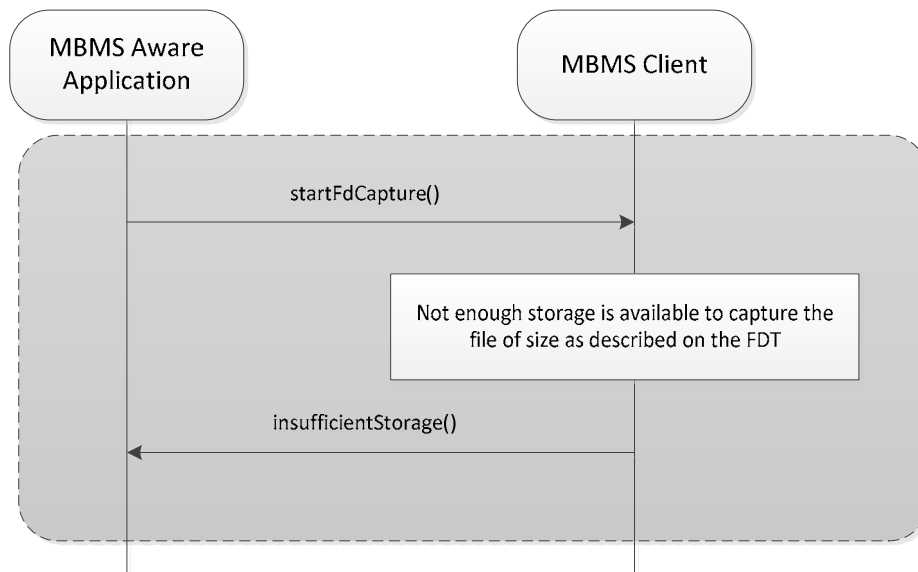 MBMS Aware
Application
MBMS Client
startFdCapture()
Not enough storage is available to capture the
file of size as described on the FDT
insufficientStorage()